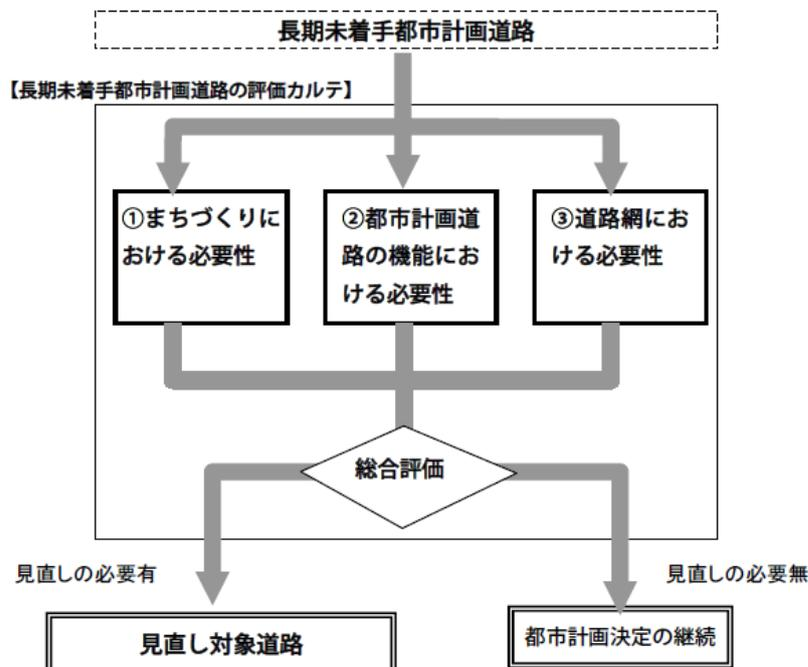 長期未着手都市計画道路
【長期未着手都市計画道路の評価カルテ】
①まちづくりに
おける必要性
②都市計画道
路の機能にお
ける必要性
③道路網にお
ける必要性
総合評価
見直しの必要有
見直しの必要無
見直し対象道路
都市計画決定の継続